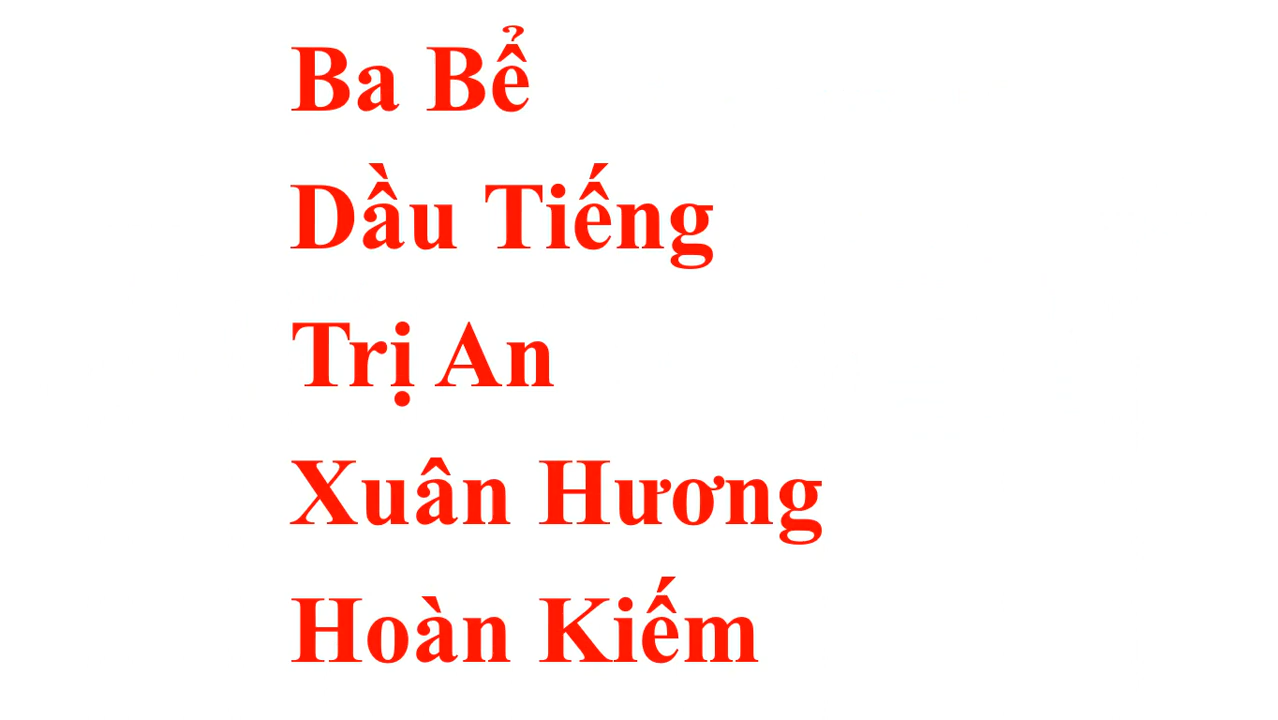 Ba Bể
Dầu Tiếng
Trị An
Xuân Hương
Hoàn Kiếm